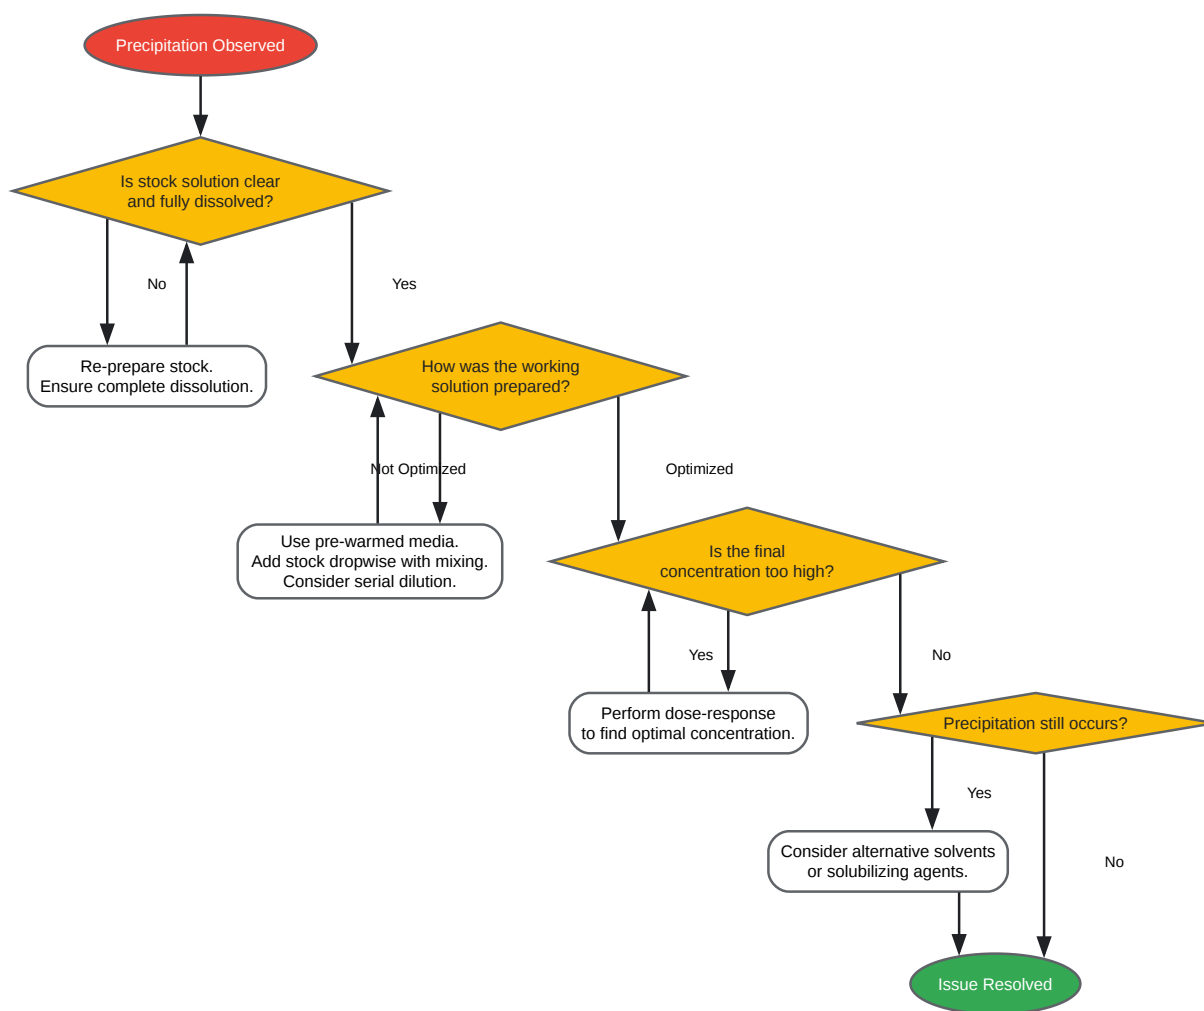 Precipitation Observed
Is stock solution clear
and fully dissolved?
No
Yes
Re-prepare stock.
Ensure complete dissolution.
How was the working
solution prepared?
Not Optimized
Optimized
Use pre-warmed media.
Add stock dropwise with mixing.
Consider serial dilution.
Is the final
concentration too high?
Yes
No
Perform dose-response
to find optimal concentration.
Precipitation still occurs?
Yes
Consider alternative solvents
or solubilizing agents.
No
Issue Resolved